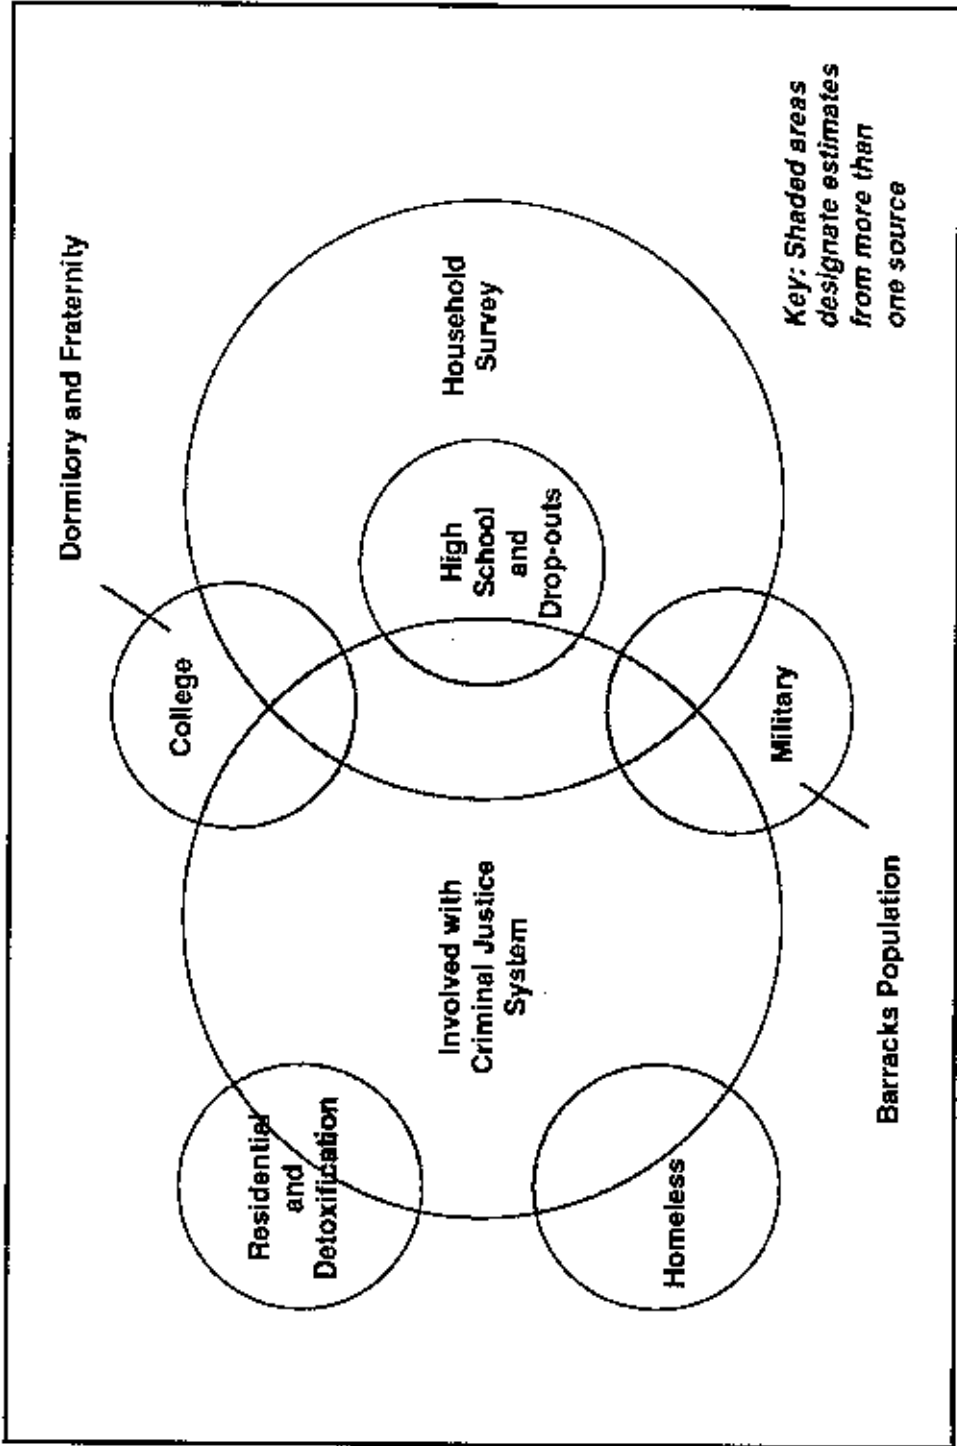 Dormitory and Fraternity
College
Residential
and
Detoxification
Involved with
Criminal Justice
System
High
School
and
Drop-outs
Household
Survey
Homeless
Military
Barracks Population
Key: Shaded areas
designate estimates
from more than
one source